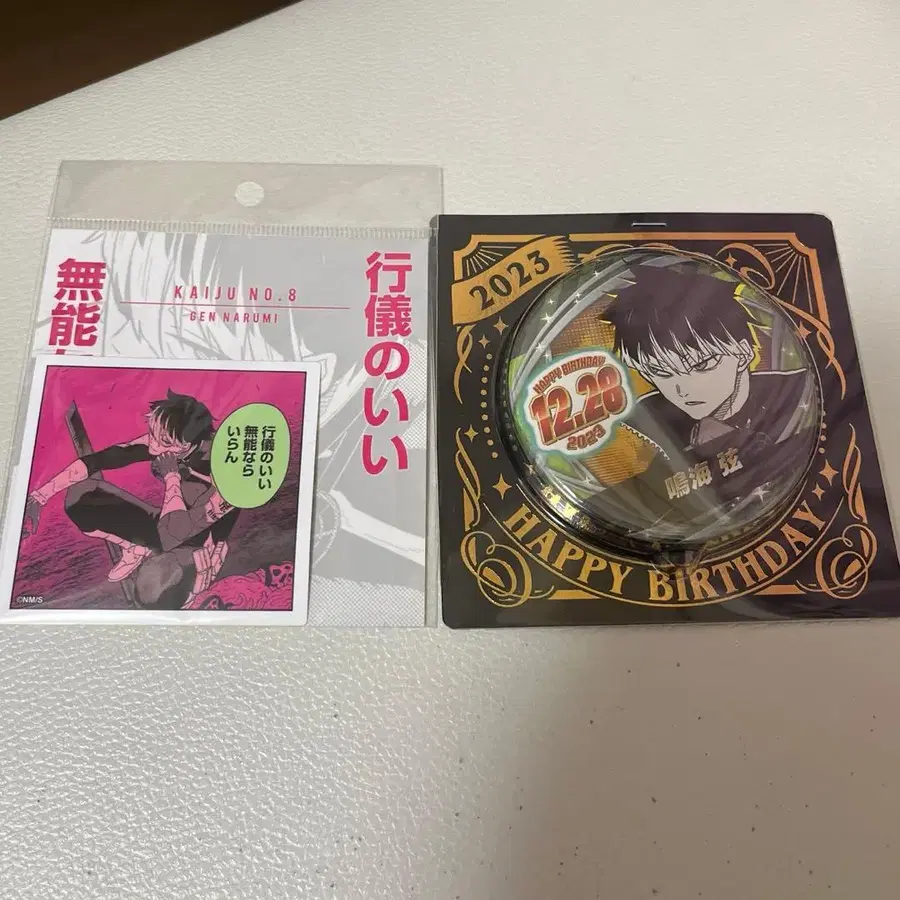 行儀のいい
無能な
KAIJU NO.8
GEN NARUMI
行儀のいい
無能なら
いらん
©NM/S
2023
HAPPY BIRTHDAY
12.28
2023
鳴海 弦
HAPPY BIRTHDAY